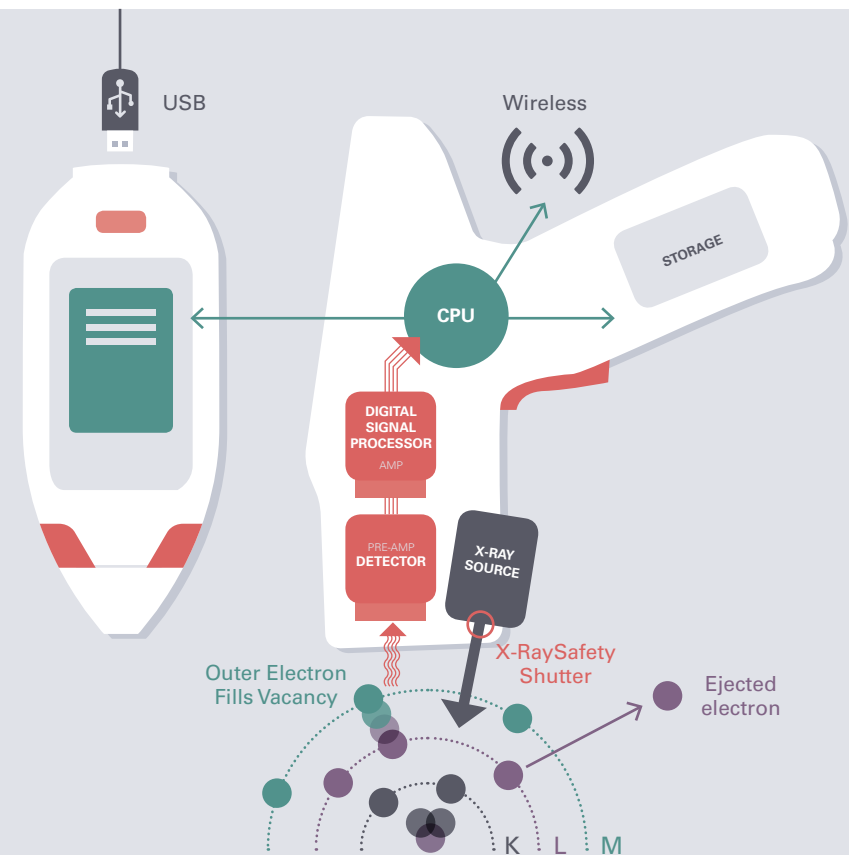 USB
Wireless
STORAGE
CPU
DIGITAL
SIGNAL
PROCESSOR
AMP
PRE-AMP
DETECTOR
X-RAY
SOURCE
X-RaySafety
Shutter
Outer Electron
Fills Vacancy
Ejected
electron
K L M